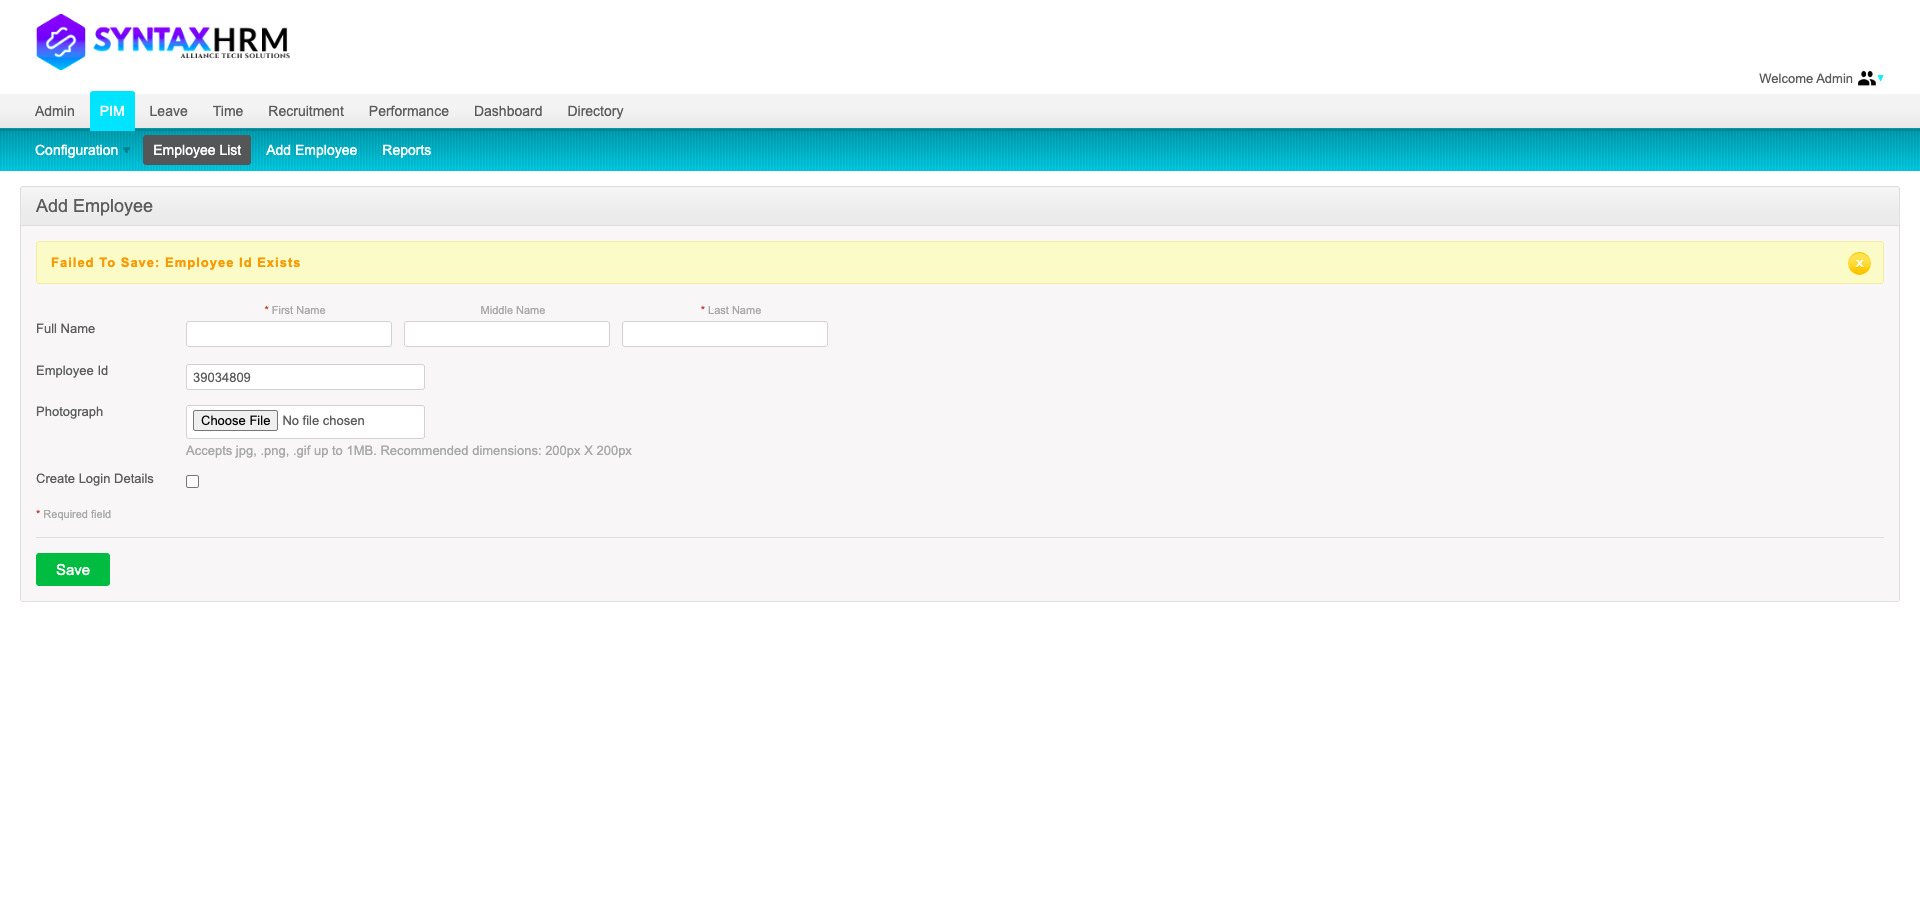 SYNTAXHRM
ALLIANCE TECH SOLUTIONS
Welcome Admin
Admin PIM Leave Time Recruitment Performance Dashboard Directory
Configuration Employee List Add Employee Reports
Add Employee
Failed To Save: Employee Id Exists
* First Name Middle Name * Last Name
Full Name
Employee Id 39034809
Photograph Choose File No file chosen
Accepts jpg, .png, .gif up to 1MB. Recommended dimensions: 200px X 200px
Create Login Details
* Required field
Save